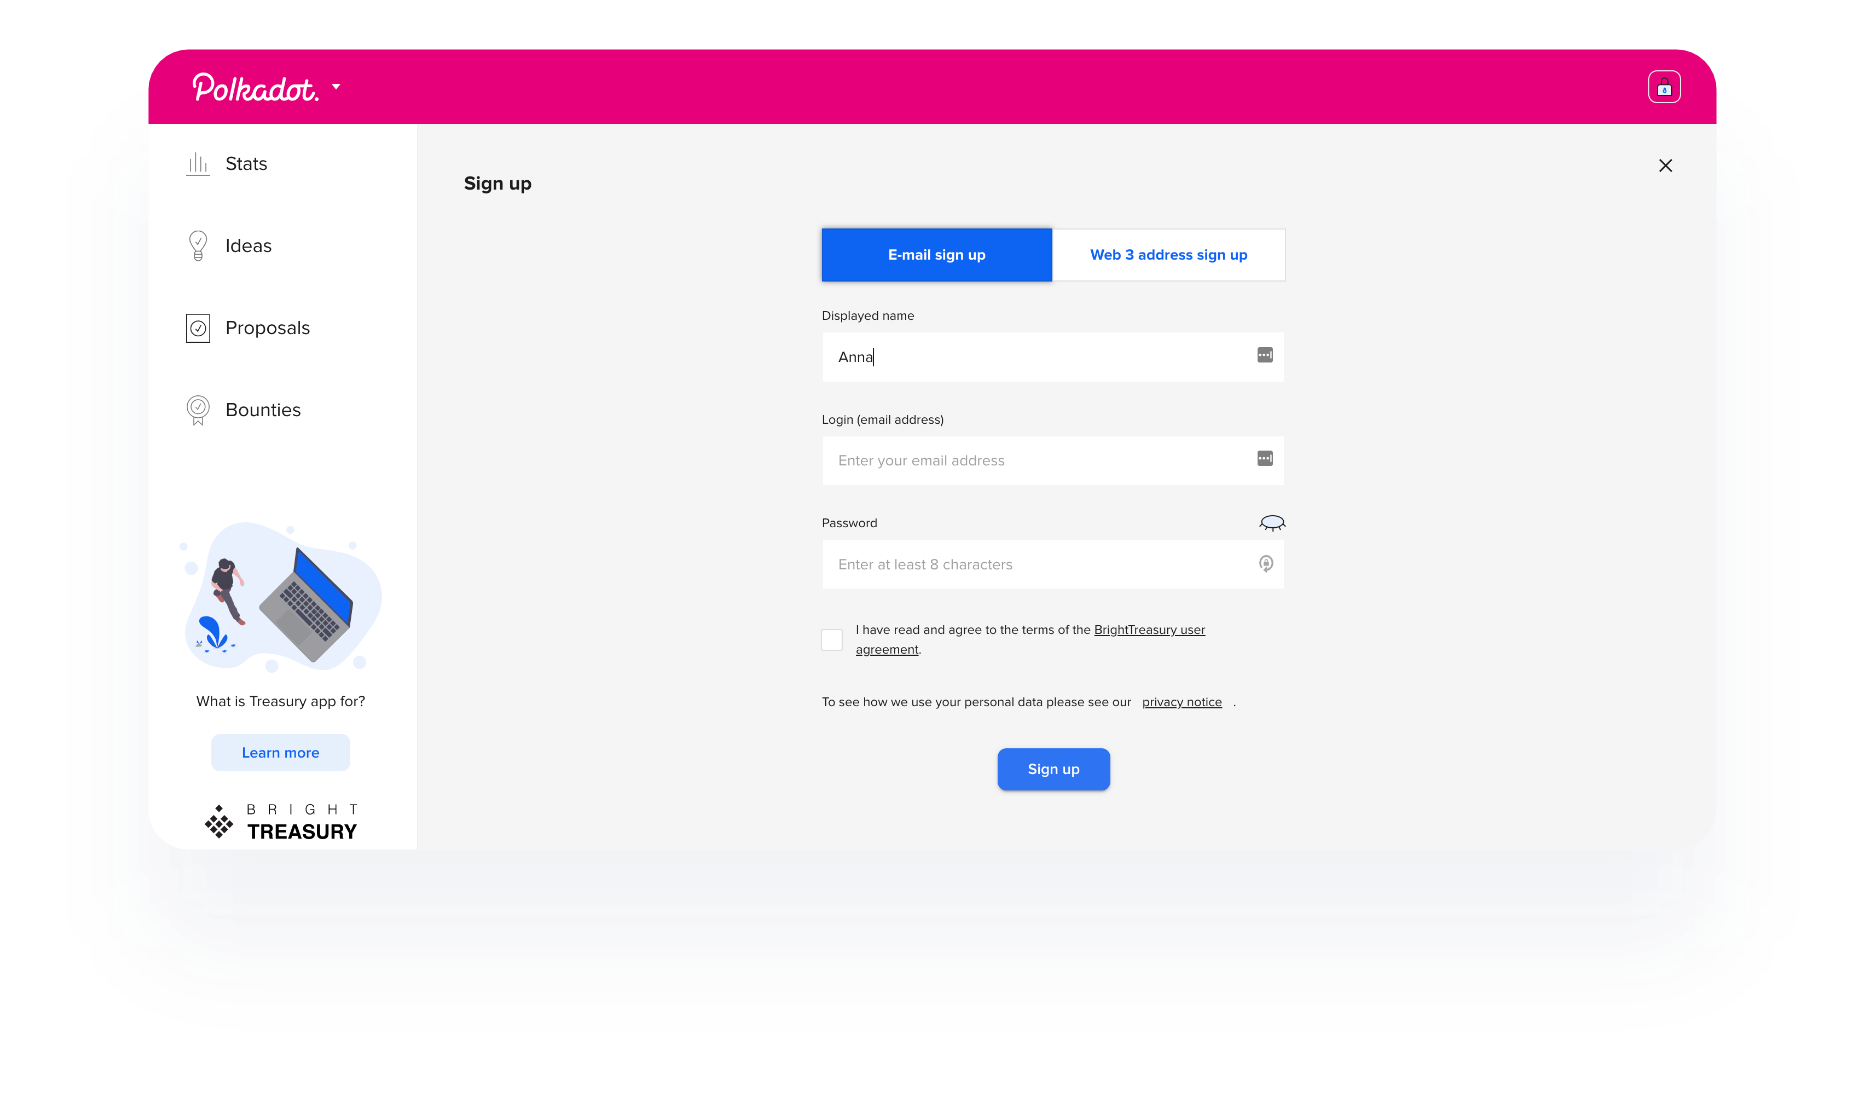 Polkadot.
Stats
Ideas
Proposals
Bounties
What is Treasury app for?
Learn more
BRIGHT
TREASURY
Sign up
E-mail sign up
Web 3 address sign up
Displayed name
Anna
Login (email address)
Enter your email address
Password
Enter at least 8 characters
I have read and agree to the terms of the BrightTreasury user
agreement.
To see how we use your personal data please see our privacy notice .
Sign up